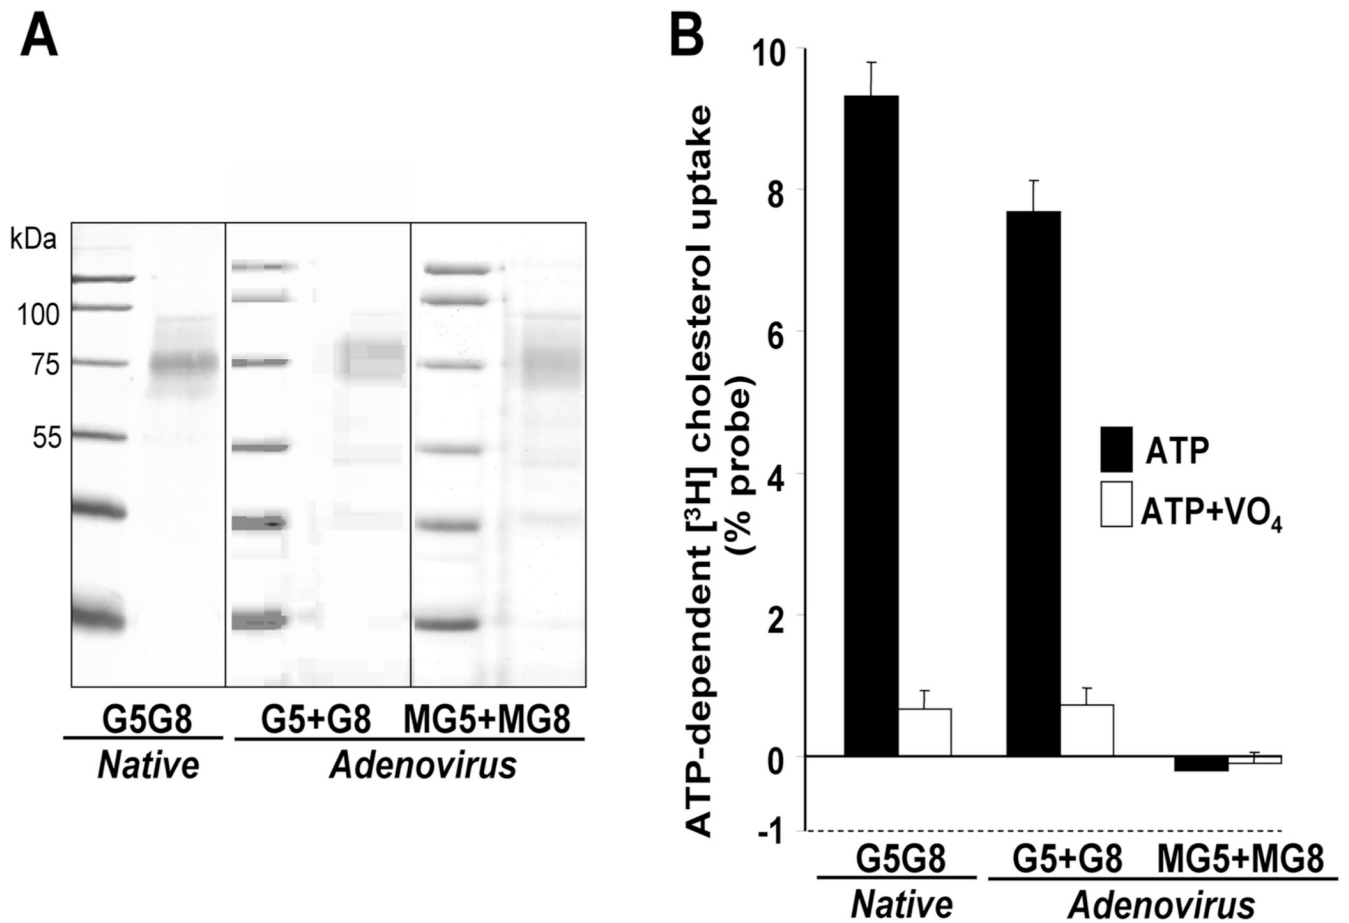 A
kDa
100
75
55
G5G8
G5+G8
MG5+MG8
Native
Adenovirus
B
ATP-dependent [³H] cholesterol uptake
(% probe)
10
8
6
4
2
0
-1
ATP
ATP+VO₄
G5G8
G5+G8
MG5+MG8
Native
Adenovirus